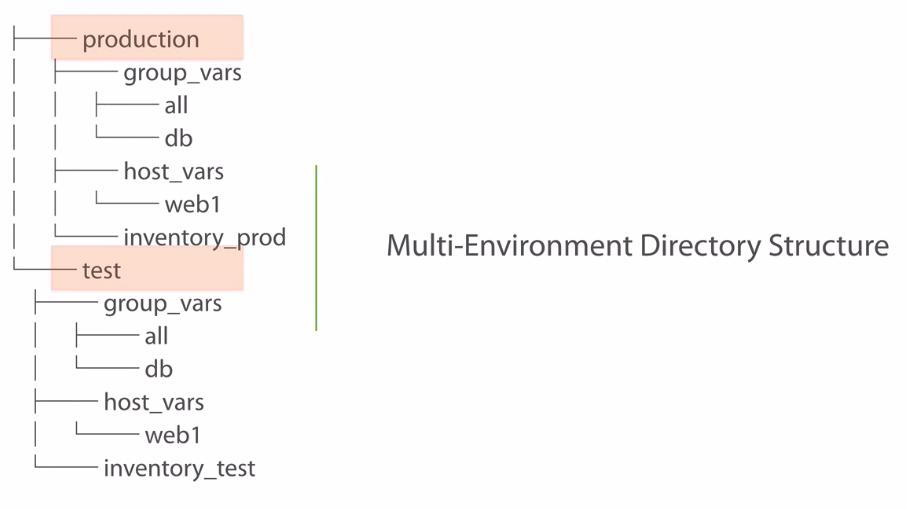 production
group_vars
all
db
host_vars
web1
inventory_prod
test
group_vars
all
db
host_vars
web1
inventory_test
Multi-Environment Directory Structure